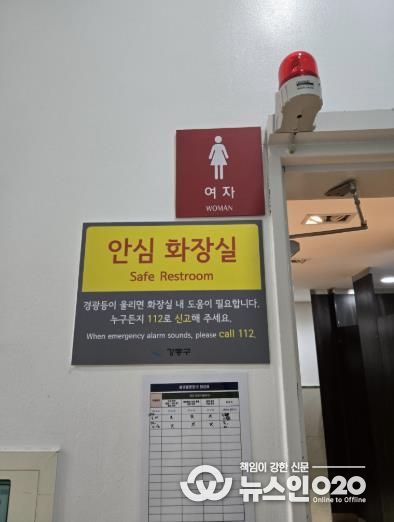 여 자
WOMAN
안심 화장실
Safe Restroom
경광등이 울리면 화장실 내 도움이 필요합니다.
누구든지 112로 신고해 주세요.
When emergency alarm sounds, please call 112.
강동구
책임이 강한 신문
뉴스인020
Online to Offline